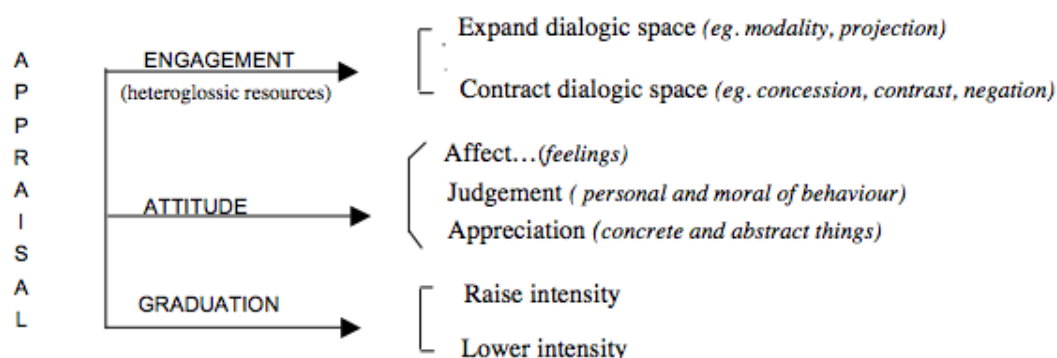 APPRAISAL
ENGAGEMENT
(heteroglossic resources)
Expand dialogic space (eg. modality, projection)
Contract dialogic space (eg. concession, contrast, negation)
ATTITUDE
Affect…(feelings)
Judgement ( personal and moral of behaviour)
Appreciation (concrete and abstract things)
GRADUATION
Raise intensity
Lower intensity